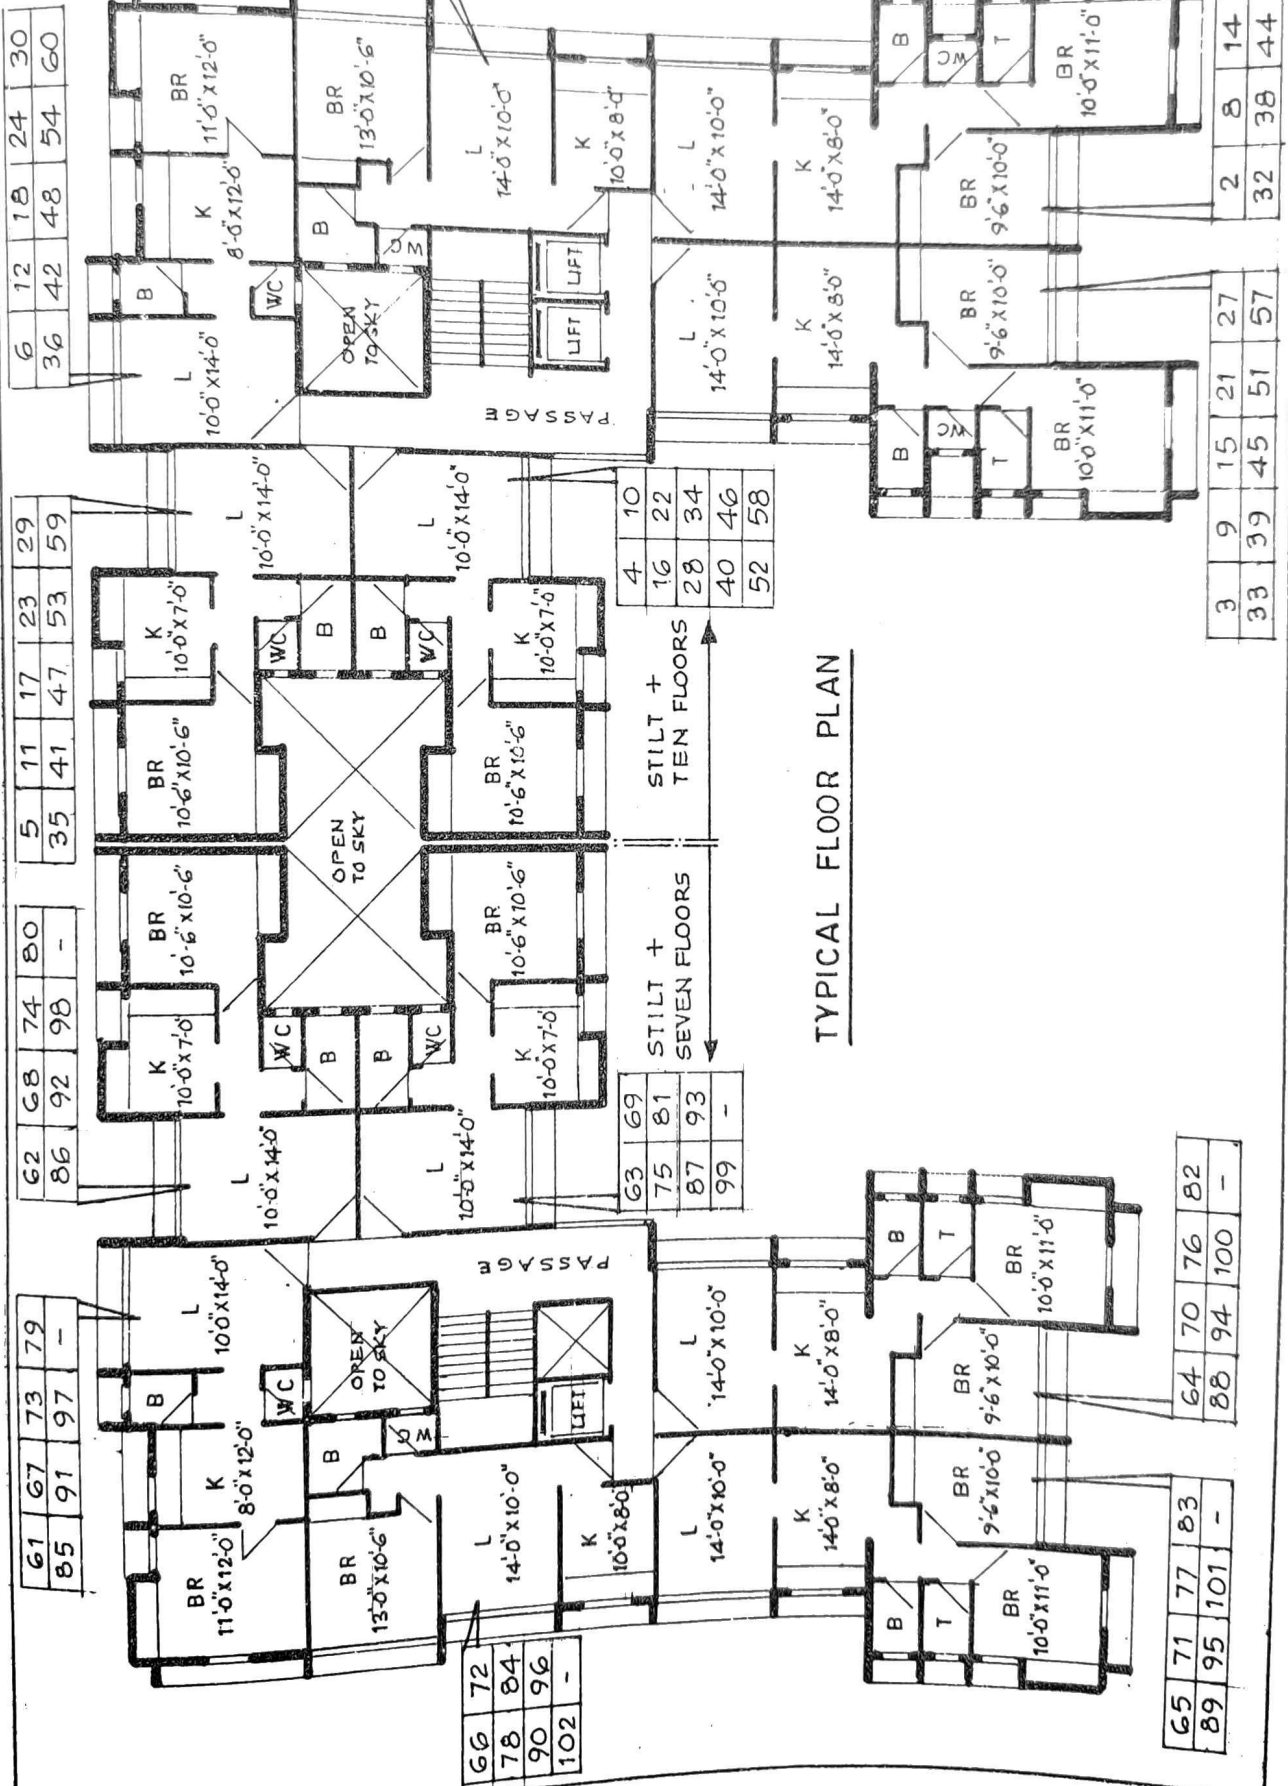 61 67 73 79
85 91 97 -
62 68 74 80
86 92 98 -
5 11 17 23 29
35 41 47 53 59
6 12 18 24 30
36 42 48 54 60
BR
11'-0"X12'-0"
K
8'-0"X12'-0"
B
WC
L
10'-0"X14'-0"
L
10'-0"X14'-0"
K
10'-0"X7'-0"
BR
10'-6"X10'-6"
BR
10'-6"X10'-6"
K
10'-0"X7'-0"
L
10'-0"X14'-0"
L
10'-0"X14'-0"
B
WC
K
8'-0"X12'-0"
BR
11'-0"X12'-0"
BR
13'-0"X10'-6"
B
WC
OPEN
TO SKY
WC
B
B
WC
OPEN
TO SKY
WC
B
B
WC
OPEN
TO SKY
B
WC
BR
13'-0"X10'-6"
L
14'-0"X10'-0"
K
10'-0"X8'-0"
LIFT
PASSAGE
L
10'-0"X14'-0"
K
10'-0"X7'-0"
BR
10'-6"X10'-6"
BR
10'-6"X10'-6"
K
10'-0"X7'-0"
L
10'-0"X14'-0"
PASSAGE
LIFT
LIFT
L
14'-0"X10'-0"
K
10'-0"X8'-0"
66 72
78 84
90 96
102 -
63 69
75 81
87 93
99 -
STILT +
SEVEN FLOORS
STILT +
TEN FLOORS
4 10
16 22
28 34
40 46
52 58
L
14'-0"X10'-0"
L
14'-0"X10'-0"
K
14'-0"X8'-0"
K
14'-0"X8'-0"
L
14'-0"X10'-0"
L
14'-0"X10'-0"
K
14'-0"X8'-0"
K
14'-0"X8'-0"
TYPICAL FLOOR PLAN
B
T
BR
10'-0"X11'-0"
BR
9'-6"X10'-0"
BR
9'-6"X10'-0"
B
T
BR
10'-0"X11'-0"
B
WC
T
BR
10'-0"X11'-0"
BR
9'-6"X10'-0"
BR
9'-6"X10'-0"
B
WC
T
BR
10'-0"X11'-0"
65 71 77 83
89 95 101 -
64 70 76 82
88 94 100 -
3 9 15 21 27
33 39 45 51 57
2 8 14
32 38 44